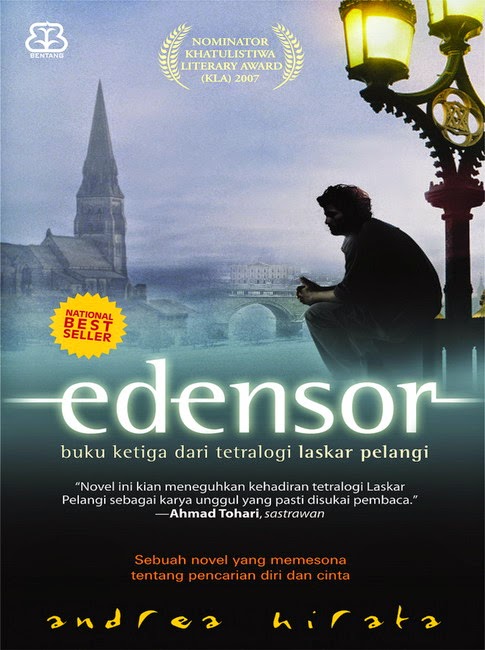 BENTANG
NOMINATOR
KHATULISTIWA
LITERARY AWARD
(KLA) 2007
NATIONAL
BEST
SELLER
edensor
buku ketiga dari tetralogi laskar pelangi
“Novel ini kian meneguhkan kehadiran tetralogi Laskar
Pelangi sebagai karya unggul yang pasti disukai pembaca.”
—Ahmad Tohari, sastrawan
Sebuah novel yang memesona
tentang pencarian diri dan cinta
andrea hirata